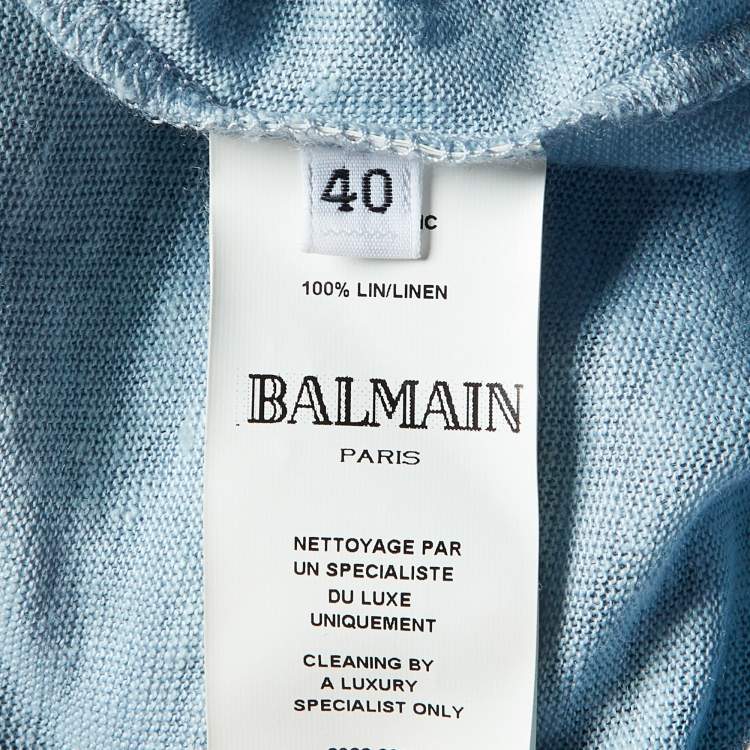 40
100% LIN/LINEN
BALMAIN
PARIS
NETTOYAGE PAR
UN SPECIALISTE
DU LUXE
UNIQUEMENT
CLEANING BY
A LUXURY
SPECIALIST ONLY